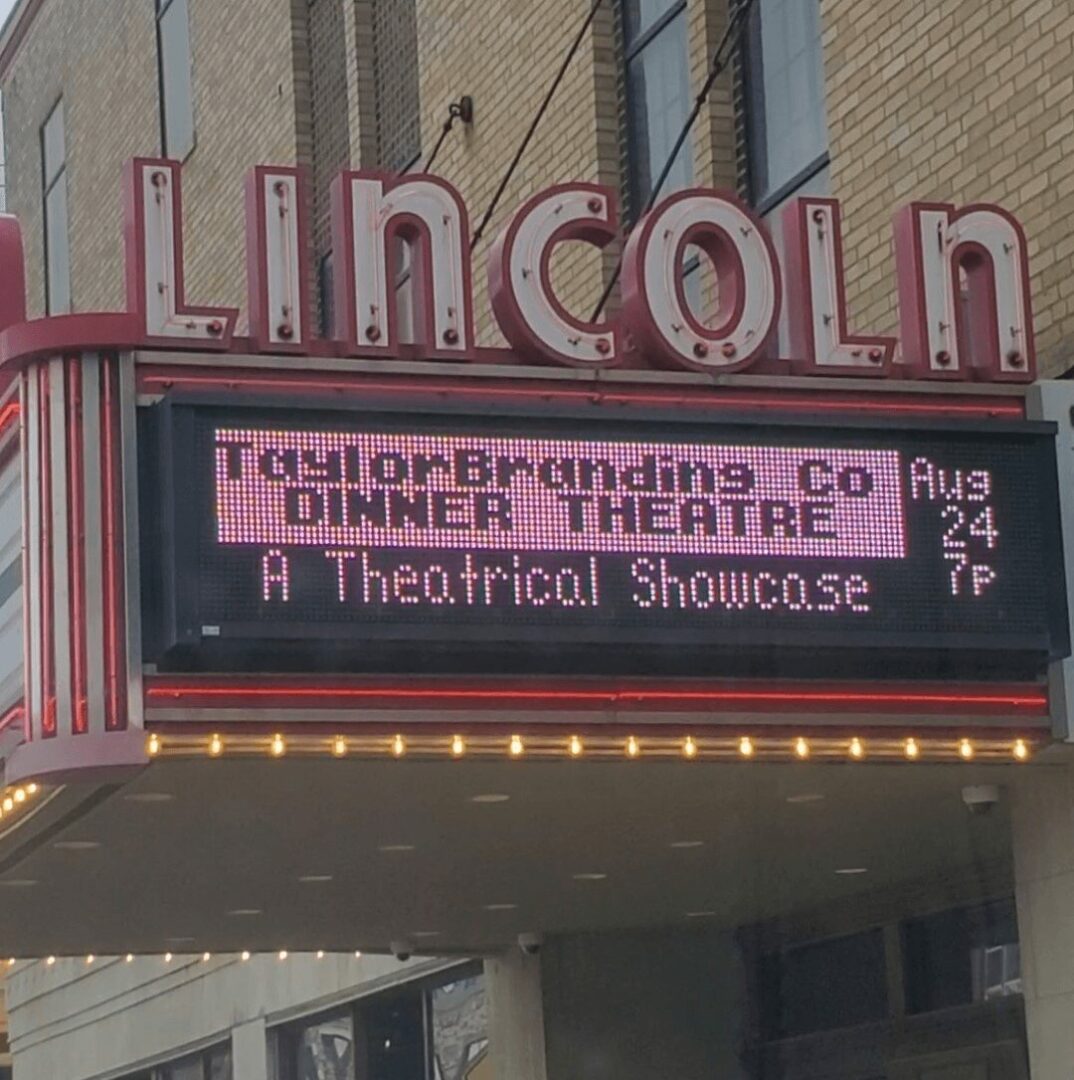 LINCOLN
TaylorBranding Co
DINNER THEATRE
A Theatrical Showcase
Aug
24
7p